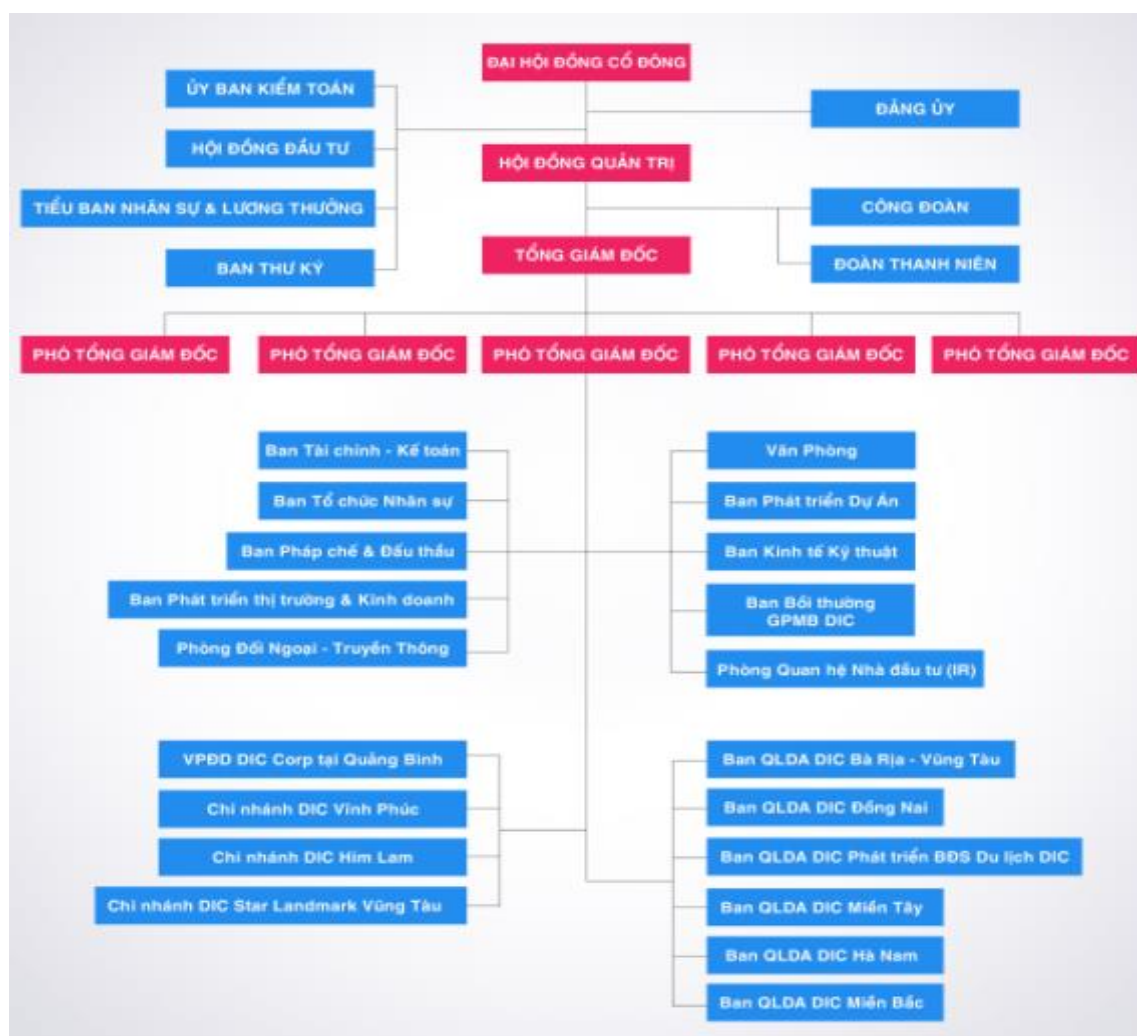 ĐẠI HỘI ĐỒNG CỔ ĐÔNG
ỦY BAN KIỂM TOÁN
ĐẢNG ỦY
HỘI ĐỒNG ĐẦU TƯ
HỘI ĐỒNG QUẢN TRỊ
TIỂU BAN NHÂN SỰ & LƯƠNG THƯỞNG
CÔNG ĐOÀN
TỔNG GIÁM ĐỐC
BAN THƯ KÝ
ĐOÀN THANH NIÊN
PHÓ TỔNG GIÁM ĐỐC
PHÓ TỔNG GIÁM ĐỐC
PHÓ TỔNG GIÁM ĐỐC
PHÓ TỔNG GIÁM ĐỐC
PHÓ TỔNG GIÁM ĐỐC
Ban Tài chính - Kế toán
Ban Tổ chức Nhân sự
Ban Pháp chế & Đấu thầu
Ban Phát triển thị trường & Kinh doanh
Phòng Đối Ngoại - Truyền Thông
Văn Phòng
Ban Phát triển Dự Án
Ban Kinh tế Kỹ thuật
Ban Bồi thường
GPMB DIC
Phòng Quan hệ Nhà đầu tư (IR)
VPĐD DIC Corp tại Quảng Bình
Chi nhánh DIC Vĩnh Phúc
Chi nhánh DIC Him Lam
Chi nhánh DIC Star Landmark Vũng Tàu
Ban QLDA DIC Bà Rịa - Vũng Tàu
Ban QLDA DIC Đồng Nai
Ban QLDA DIC Phát triển BĐS Du lịch DIC
Ban QLDA DIC Miền Tây
Ban QLDA DIC Hà Nam
Ban QLDA DIC Miền Bắc